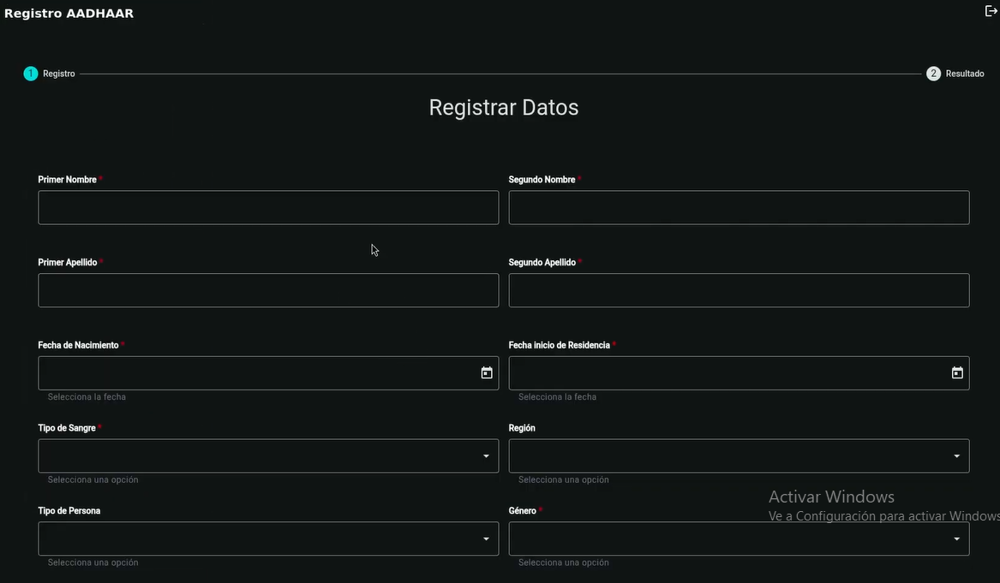 Registro AADHAAR
1 Registro
2 Resultado
Registrar Datos
Primer Nombre *
Segundo Nombre *
Primer Apellido *
Segundo Apellido *
Fecha de Nacimiento *
Fecha inicio de Residencia *
Selecciona la fecha
Selecciona la fecha
Tipo de Sangre *
Región
Selecciona una opción
Selecciona una opción
Activar Windows
Ve a Configuración para activar Windows
Tipo de Persona
Género *
Selecciona una opción
Selecciona una opción